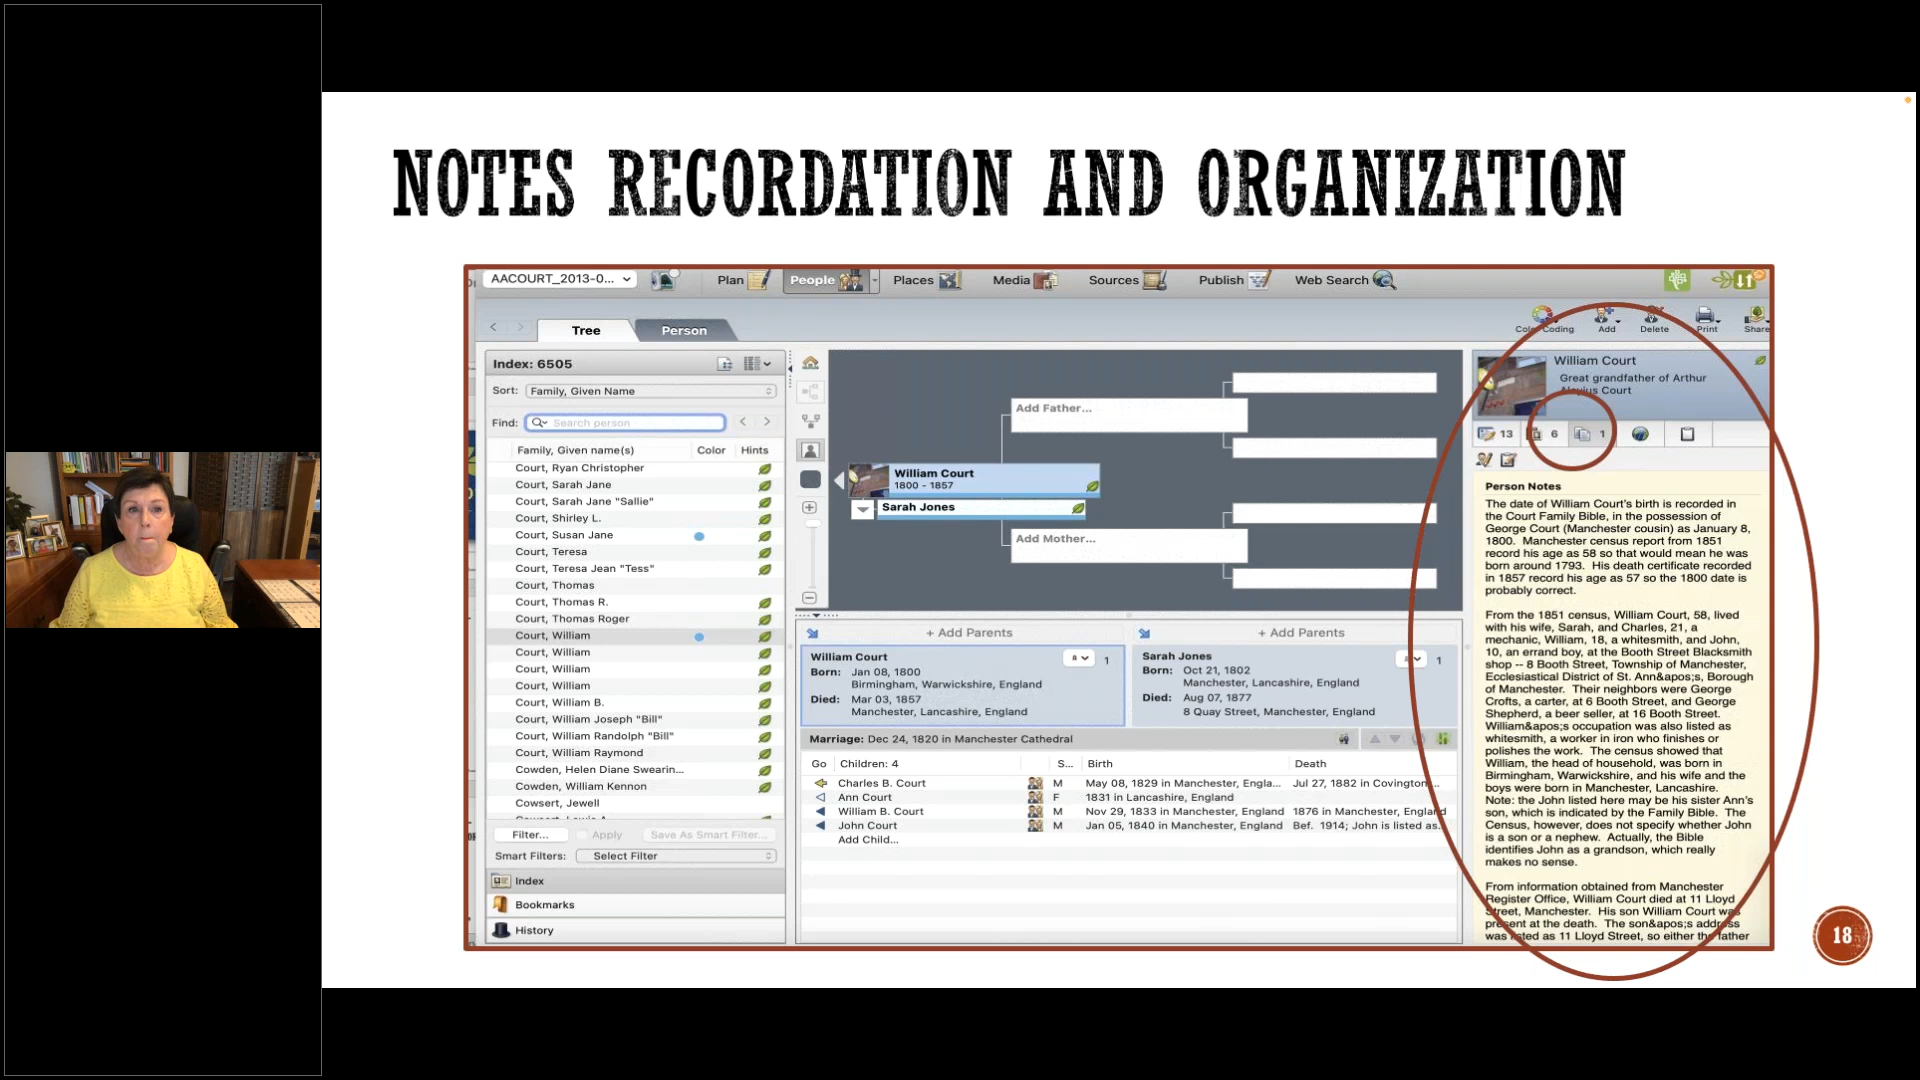 NOTES RECORDATION AND ORGANIZATION
AACOURT_2013-0...
Plan
People
Places
Media
Sources
Publish
Web Search
Tree
Person
Color Coding
Add
Delete
Print
Share
Index: 6505
Sort: Family, Given Name
Find: Search person
Family, Given name(s) Color Hints
Court, Ryan Christopher
Court, Sarah Jane
Court, Sarah Jane "Sallie"
Court, Shirley L.
Court, Susan Jane
Court, Teresa
Court, Teresa Jean "Tess"
Court, Thomas
Court, Thomas R.
Court, Thomas Roger
Court, William
Court, William
Court, William
Court, William
Court, William B.
Court, William Joseph "Bill"
Court, William Randolph "Bill"
Court, William Raymond
Cowden, Helen Diane Swearin...
Cowden, William Kennon
Cowsert, Jewell
Filter... Apply Save As Smart Filter...
Smart Filters: Select Filter
Index
Bookmarks
History
Add Father...
William Court
1800 - 1857
Sarah Jones
Add Mother...
+ Add Parents
+ Add Parents
William Court 1
Born: Jan 08, 1800
Birmingham, Warwickshire, England
Died: Mar 03, 1857
Manchester, Lancashire, England
Sarah Jones 1
Born: Oct 21, 1802
Manchester, Lancashire, England
Died: Aug 07, 1877
8 Quay Street, Manchester, England
Marriage: Dec 24, 1820 in Manchester Cathedral
Go Children: 4 S... Birth Death
Charles B. Court M May 08, 1829 in Manchester, Engla... Jul 27, 1882 in Covington,...
Ann Court F 1831 in Lancashire, England
William B. Court M Nov 29, 1833 in Manchester, England 1876 in Manchester, England
John Court M Jan 05, 1840 in Manchester, England Bef. 1914; John is listed as...
Add Child...
William Court
Great grandfather of Arthur
Nevius Court
13 6 1
Person Notes
The date of William Court's birth is recorded in
the Court Family Bible, in the possession of
George Court (Manchester cousin) as January 8,
1800. Manchester census report from 1851
record his age as 58 so that would mean he was
born around 1793. His death certificate recorded
in 1857 record his age as 57 so the 1800 date is
probably correct.
From the 1851 census, William Court, 58, lived
with his wife, Sarah, and Charles, 21, a
mechanic, William, 18, a whitesmith, and John,
10, an errand boy, at the Booth Street Blacksmith
shop -- 8 Booth Street, Township of Manchester,
Ecclesiastical District of St. Ann&apos;s, Borough
of Manchester. Their neighbors were George
Crofts, a carter, at 6 Booth Street, and George
Shepherd, a beer seller, at 16 Booth Street.
William&apos;s occupation was also listed as
whitesmith, a worker in iron who finishes or
polishes the work. The census showed that
William, the head of household, was born in
Birmingham, Warwickshire, and his wife and the
boys were born in Manchester, Lancashire.
Note: the John listed here may be his sister Ann's
son, which is indicated by the Family Bible. The
Census, however, does not specify whether John
is a son or a nephew. Actually, the Bible
identifies John as a grandson, which really
makes no sense.
From information obtained from Manchester
Register Office, William Court died at 11 Lloyd
Street, Manchester. His son William Court was
present at the death. The son&apos;s address
was listed as 11 Lloyd Street, so either the father
18